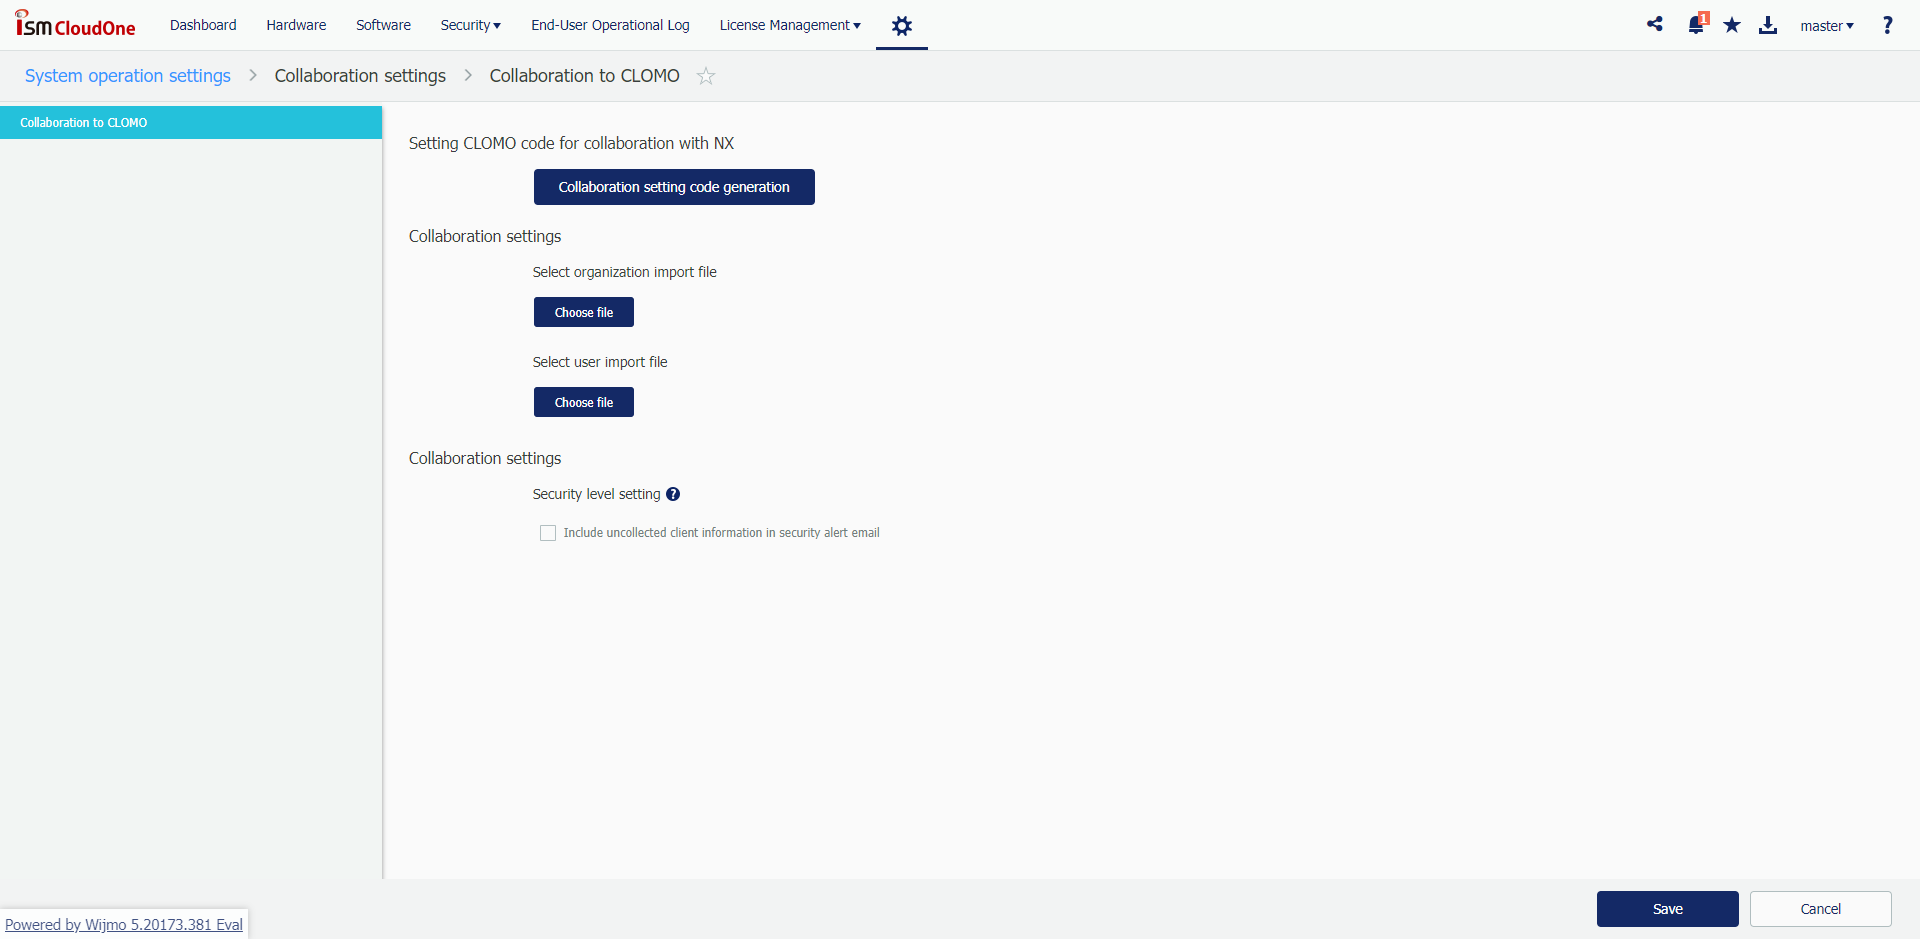 ISM CloudOne
Dashboard
Hardware
Software
Security
End-User Operational Log
License Management
1
master
?
System operation settings > Collaboration settings > Collaboration to CLOMO
Collaboration to CLOMO
Setting CLOMO code for collaboration with NX
Collaboration setting code generation
Collaboration settings
Select organization import file
Choose file
Select user import file
Choose file
Collaboration settings
Security level setting ?
Include uncollected client information in security alert email
Powered by Wijmo 5.20173.381 Eval
Save
Cancel